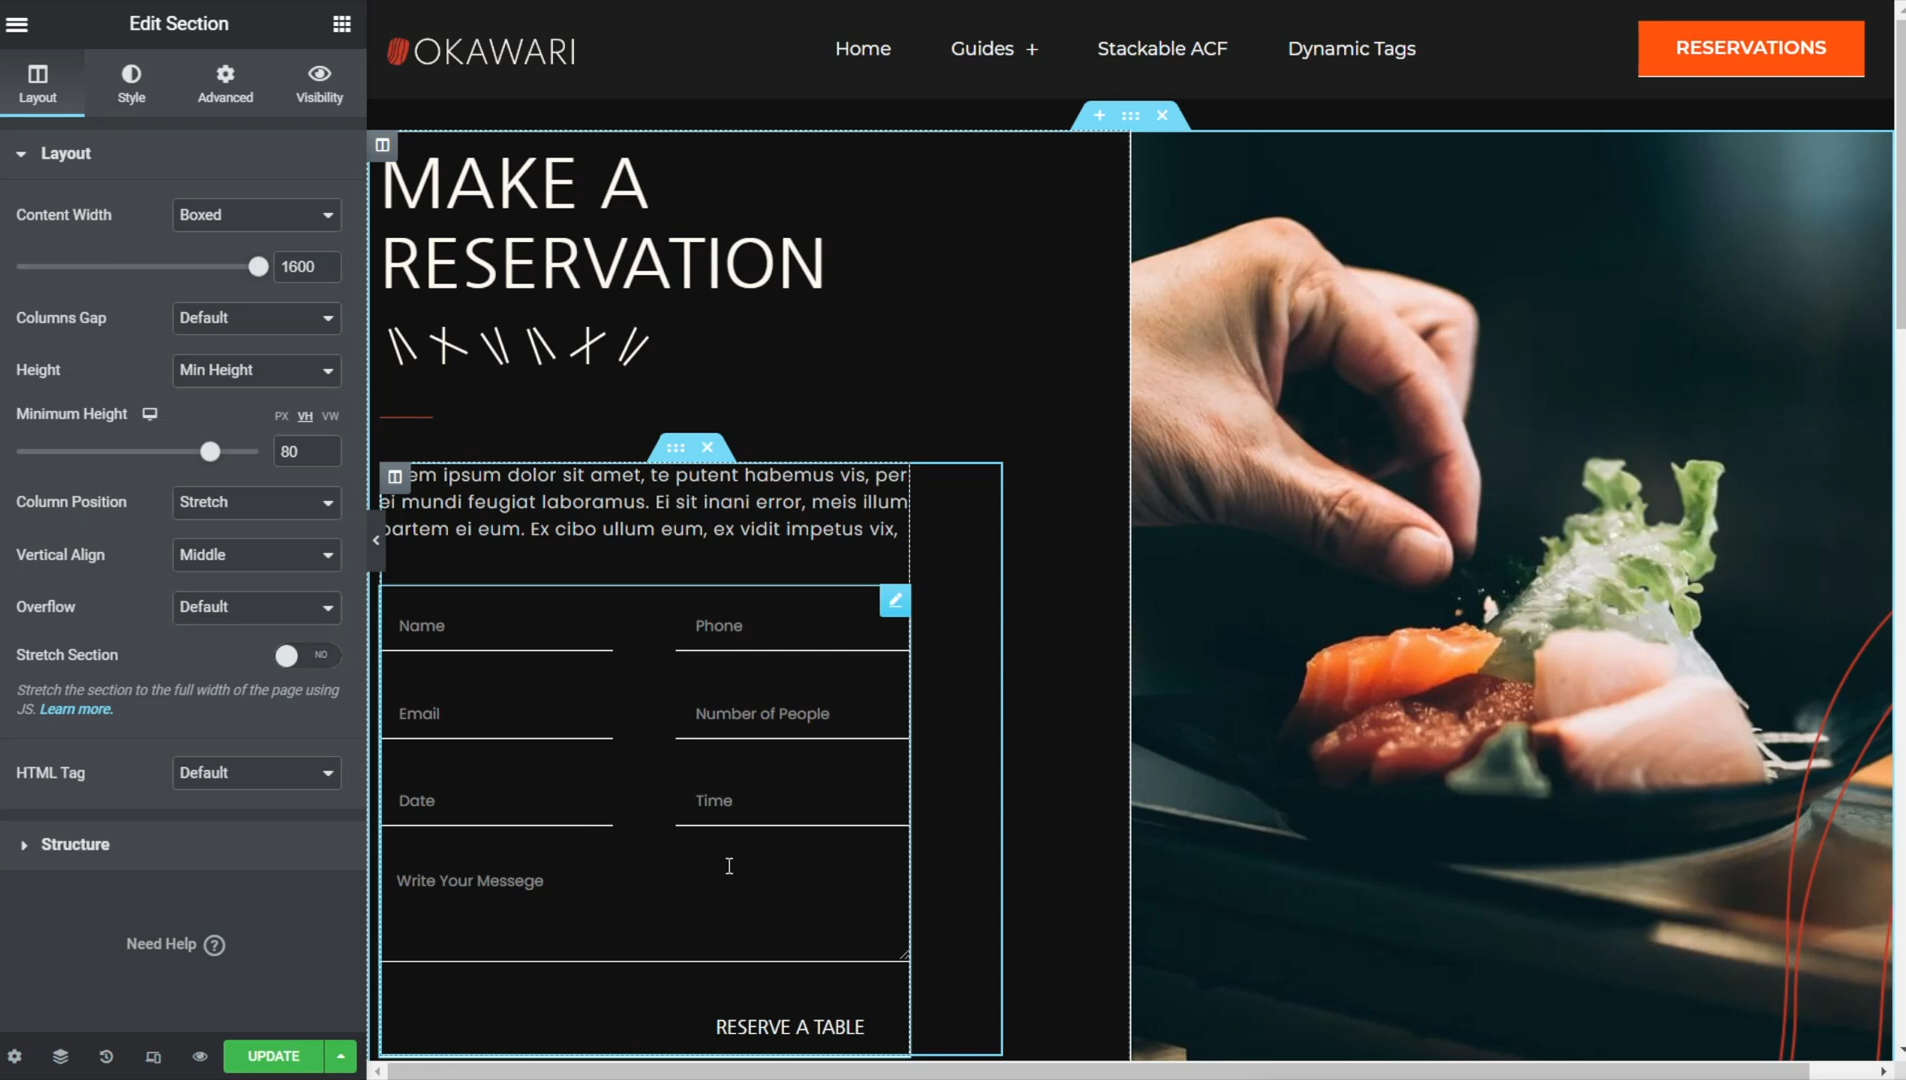 Edit Section
Layout
Style
Advanced
Visibility
Layout
Content Width
Boxed
1600
Columns Gap
Default
Height
Min Height
Minimum Height
PX VH VW
80
Column Position
Stretch
Vertical Align
Middle
Overflow
Default
Stretch Section
NO
Stretch the section to the full width of the page using
JS. Learn more.
HTML Tag
Default
Structure
Need Help
UPDATE
OKAWARI
Home
Guides +
Stackable ACF
Dynamic Tags
RESERVATIONS
MAKE A
RESERVATION
em ipsum dolor sit amet, te putent habemus vis, per
ei mundi feugiat laboramus. Ei sit inani error, meis illum
partem ei eum. Ex cibo ullum eum, ex vidit impetus vix,
Name
Phone
Email
Number of People
Date
Time
Write Your Messege
RESERVE A TABLE